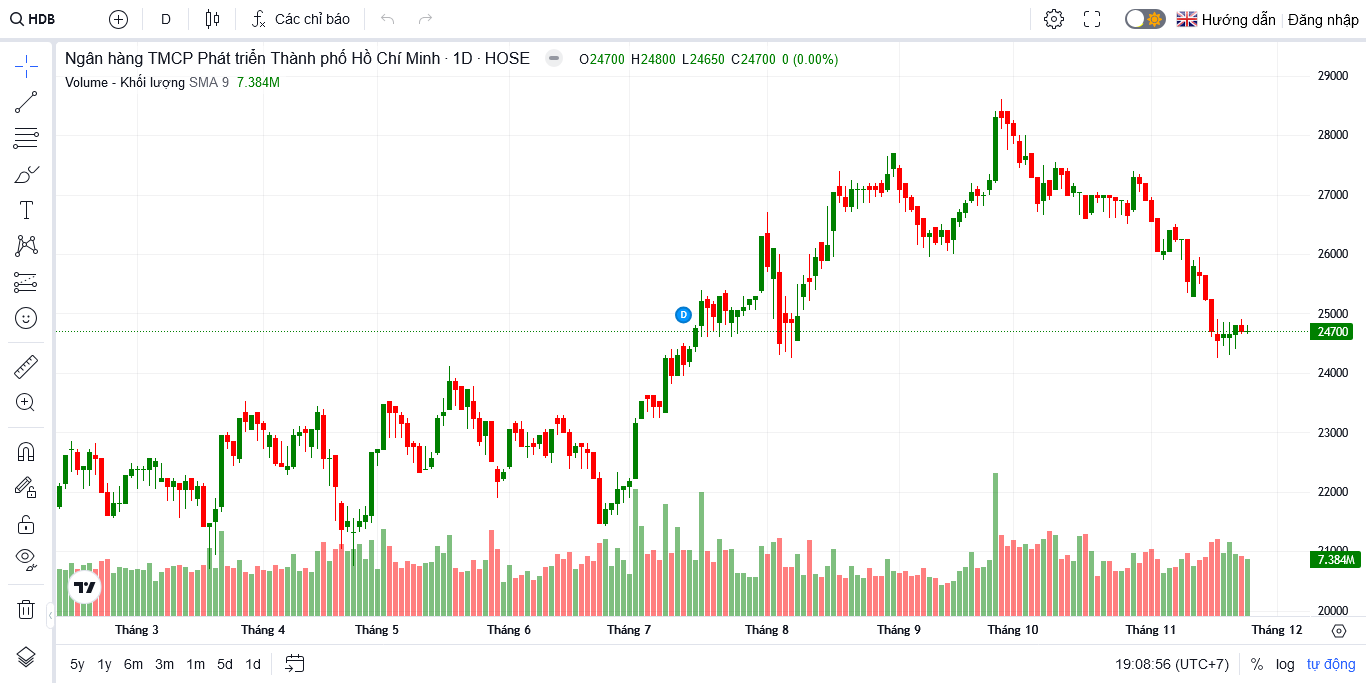 HDB D Các chỉ báo Hướng dẫn Đăng nhập
Ngân hàng TMCP Phát triển Thành phố Hồ Chí Minh · 1D · HOSE O24700 H24800 L24650 C24700 0 (0.00%)
Volume - Khối lượng SMA 9 7.384M
29000
28000
27000
26000
D
25000
24700
24000
23000
22000
21000
7.384M
20000
Tháng 3 Tháng 4 Tháng 5 Tháng 6 Tháng 7 Tháng 8 Tháng 9 Tháng 10 Tháng 11 Tháng 12
5y 1y 6m 3m 1m 5d 1d 19:08:56 (UTC+7) % log tự động